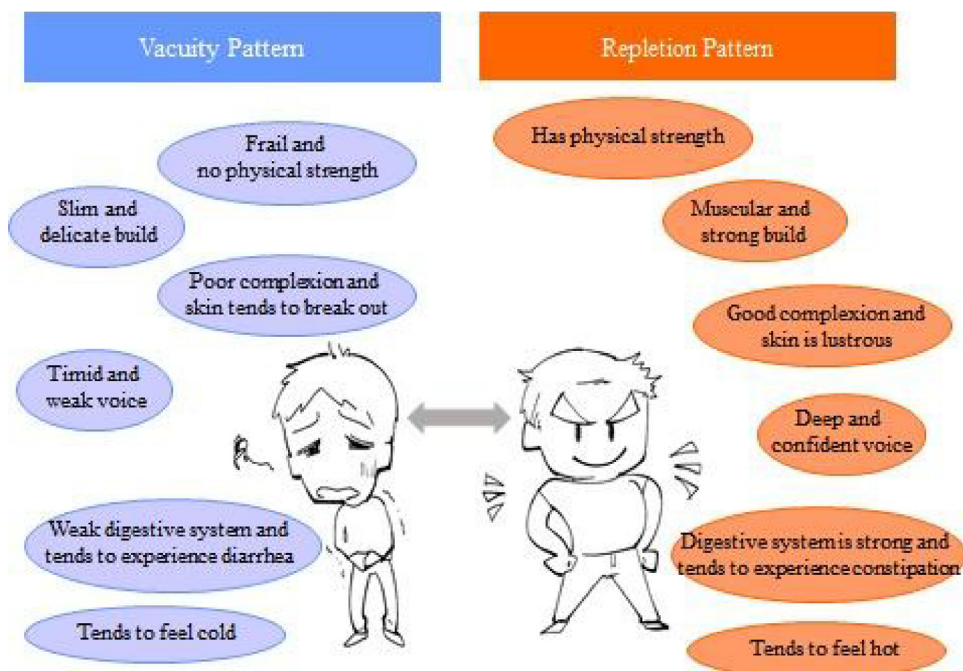 Vacuity Pattern
Repletion Pattern
Frail and
no physical strength
Slim and
delicate build
Poor complexion and
skin tends to break out
Timid and
weak voice
Weak digestive system and
tends to experience diarrhea
Tends to feel cold
Has physical strength
Muscular and
strong build
Good complexion and
skin is lustrous
Deep and
confident voice
Digestive system is strong and
tends to experience constipation
Tends to feel hot